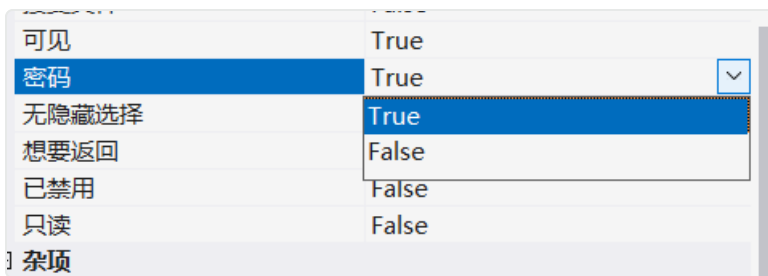 可见 True
密码 True
无隐藏选择 True
想要返回 False
已禁用 False
只读 False
杂项